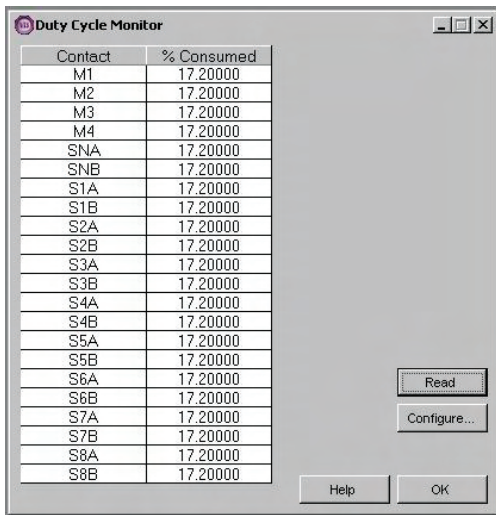 Duty Cycle Monitor
Contact % Consumed
M1 17.20000
M2 17.20000
M3 17.20000
M4 17.20000
SNA 17.20000
SNB 17.20000
S1A 17.20000
S1B 17.20000
S2A 17.20000
S2B 17.20000
S3A 17.20000
S3B 17.20000
S4A 17.20000
S4B 17.20000
S5A 17.20000
S5B 17.20000
S6A 17.20000
S6B 17.20000
S7A 17.20000
S7B 17.20000
S8A 17.20000
S8B 17.20000
Read
Configure...
Help OK